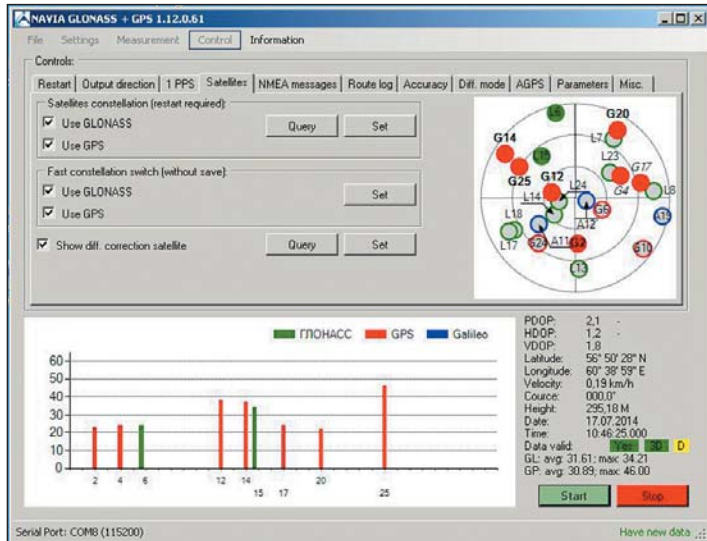 NAVIA GLONASS + GPS 1.12.0.61
File Settings Measurement Control Information
Controls:
Restart Output direction 1 PPS Satellites NMEA messages Route log Accuracy Diff. mode AGPS Parameters Misc.
Satellites constellation (restart required):
Use GLONASS
Query Set
Use GPS
Fast constellation switch (without save):
Use GLONASS
Set
Use GPS
Show diff. correction satellite
Query Set
L6
G20
L7
G14
L15
L23
G17
G25
G12
L24
G4
L8
L14
G6
A19
L18
A12
L17
G24
A11
G2
G10
L13
ГЛОНАСС GPS Galileo
60
50
40
30
20
10
0
2 4 6 12 14 17 20 25
15
PDOP: 2,1 -
HDOP: 1,2 -
VDOP: 1,8
Latitude: 56° 50' 28" N
Longitude: 60° 38' 59" E
Velocity: 0,19 km/h
Cource: 000,0°
Height: 295,18 M
Date: 17.07.2014
Time: 10:46:25.000
Data valid: Yes 3D D
GL: avg: 31.61; max: 34.21
GP: avg: 30.89; max: 46.00
Start Stop
Serial Port: COM8 (115200)
Have new data